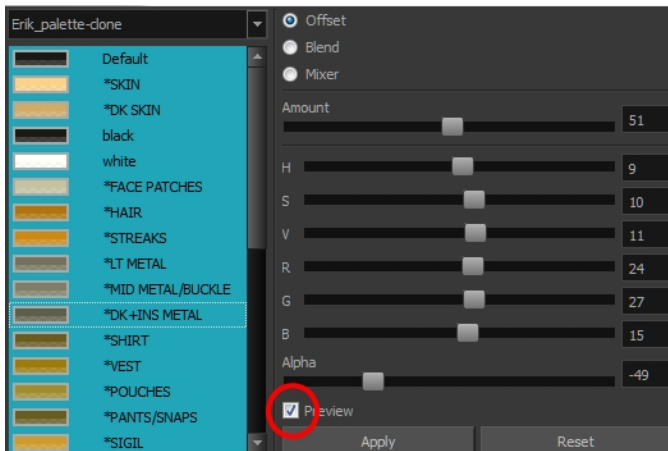 Erik_palette-clone
Default
*SKIN
*DK SKIN
black
white
*FACE PATCHES
*HAIR
*STREAKS
*LT METAL
*MID METAL/BUCKLE
*DK+INS METAL
*SHIRT
*VEST
*POUCHES
*PANTS/SNAPS
*SIGIL
Offset
Blend
Mixer
Amount
51
H 9
S 10
V 11
R 24
G 27
B 15
Alpha
-49
Preview
Apply Reset